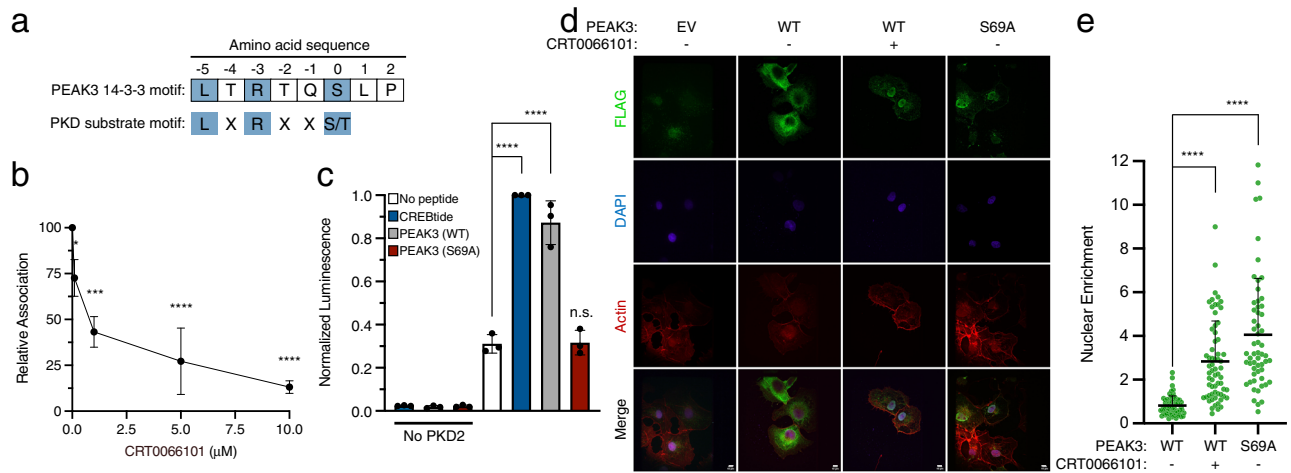 a
Amino acid sequence
-5 -4 -3 -2 -1 0 1 2
PEAK3 14-3-3 motif: L T R T Q S L P
PKD substrate motif: L X R X X S/T
b
Relative Association
100
75
50
25
0
*
***
****
****
0.0 2.5 5.0 7.5 10.0
CRT0066101 (μM)
c
Normalized Luminescence
1.0
0.8
0.6
0.4
0.2
0.0
No peptide
CREBtide
PEAK3 (WT)
PEAK3 (S69A)
****
****
n.s.
No PKD2
d
PEAK3: EV WT WT S69A
CRT0066101: - - + -
FLAG
DAPI
Actin
Merge
e
****
****
Nuclear Enrichment
12
10
8
6
4
2
0
PEAK3: WT WT S69A
CRT0066101: - + -